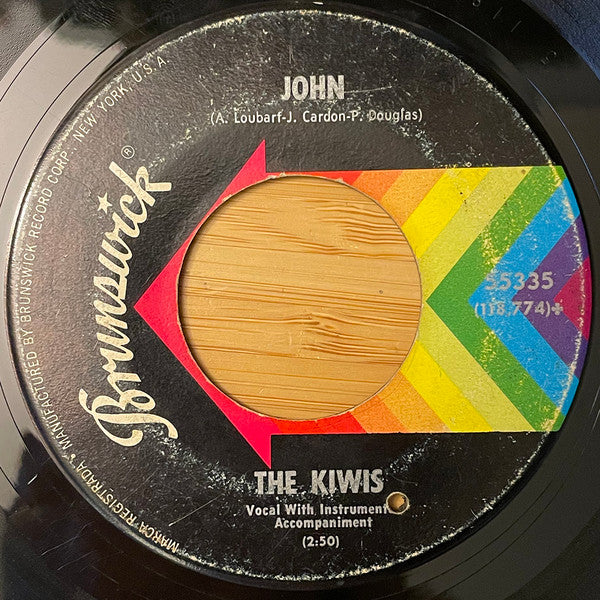 JOHN
(A. Loubarf-J. Cardon-P. Douglas)
Brunswick®
55335
(118,774)+
THE KIWIS
Vocal With Instrument
Accompaniment
(2:50)
MARCA REGISTRADA • MANUFACTURED BY BRUNSWICK RECORD CORP. NEW YORK, U.S.A.